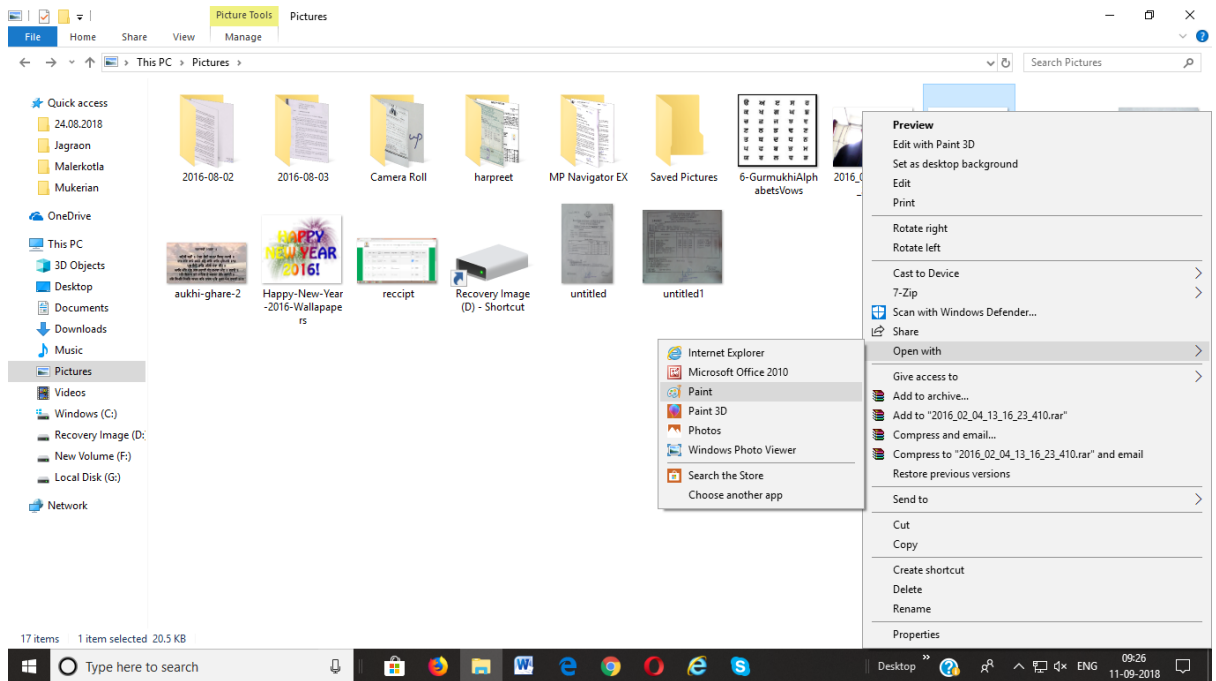 Picture Tools Pictures
File Home Share View Manage
This PC Pictures Search Pictures
Quick access
24.08.2018
Jagraon
Malerkotla
Mukerian
OneDrive
This PC
3D Objects
Desktop
Documents
Downloads
Music
Pictures
Videos
Windows (C:)
Recovery Image (D:
New Volume (F:)
Local Disk (G:)
Network
2016-08-02 2016-08-03 Camera Roll harpreet MP Navigator EX Saved Pictures 6-GurmukhiAlph 2016_0
abetsVows _
HAPPY
NEW YEAR
2016!
aukhi-ghare-2 Happy-New-Year reccipt Recovery Image untitled untitled1
-2016-Wallapape (D) - Shortcut
rs
Internet Explorer
Microsoft Office 2010
Paint
Paint 3D
Photos
Windows Photo Viewer
Search the Store
Choose another app
Preview
Edit with Paint 3D
Set as desktop background
Edit
Print
Rotate right
Rotate left
Cast to Device
7-Zip
Scan with Windows Defender...
Share
Open with
Give access to
Add to archive...
Add to "2016_02_04_13_16_23_410.rar"
Compress and email...
Compress to "2016_02_04_13_16_23_410.rar" and email
Restore previous versions
Send to
Cut
Copy
Create shortcut
Delete
Rename
Properties
17 items 1 item selected 20.5 KB
Type here to search Desktop ENG 09:26
11-09-2018